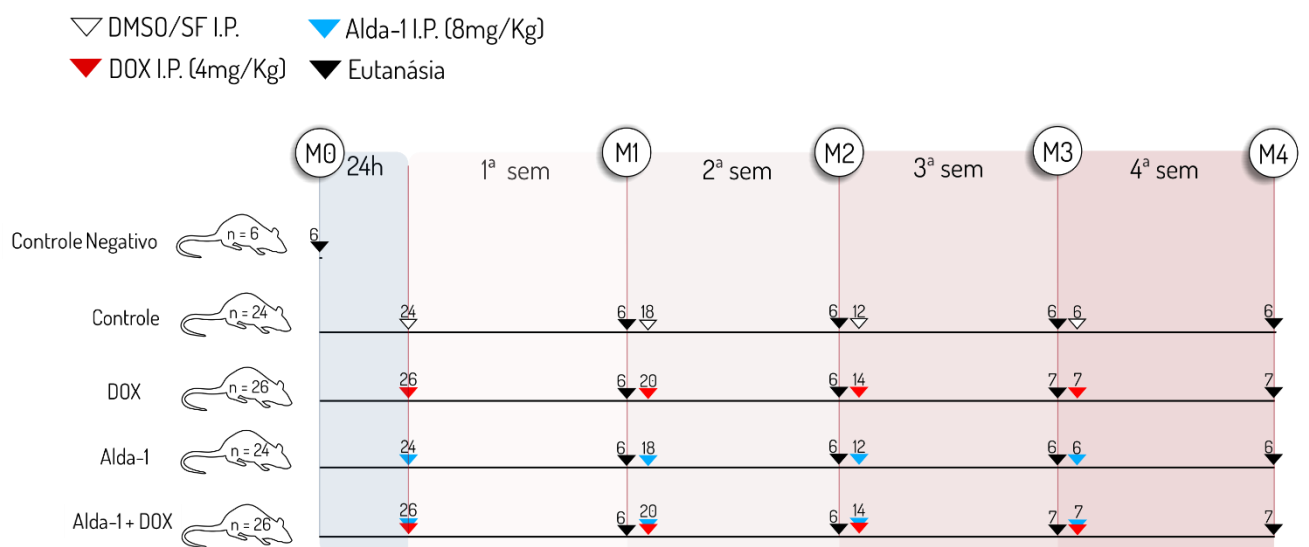 DMSO/SF I.P. Alda-1 I.P. (8mg/Kg)
DOX I.P. (4mg/Kg) Eutanásia
M0 24h 1ª sem M1 2ª sem M2 3ª sem M3 4ª sem M4
Controle Negativo n = 6 6
24 6 18 6 12 6 6 6
Controle n = 24
26 6 20 6 14 7 7 7
DOX n = 26
24 6 18 6 12 6 6 6
Alda-1 n = 24
26 6 20 6 14 7 7 7
Alda-1 + DOX n = 26